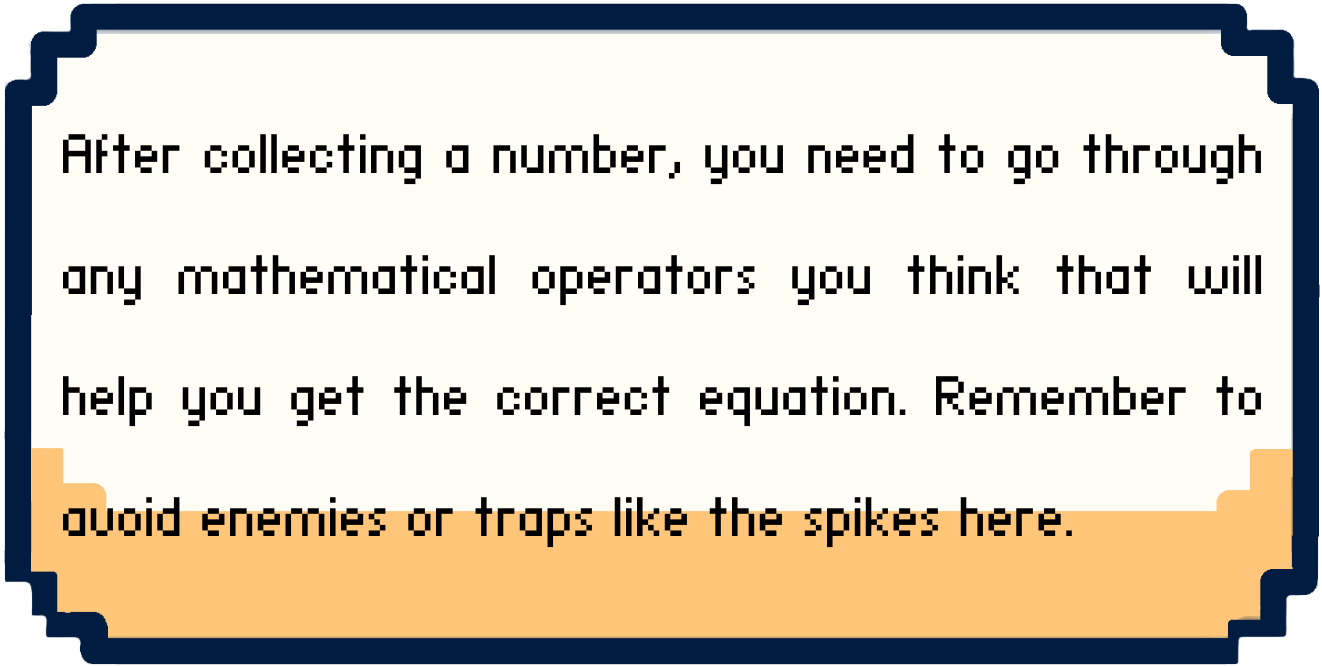 After collecting a number, you need to go through
any mathematical operators you think that will
help you get the correct equation. Remember to
avoid enemies or traps like the spikes here.